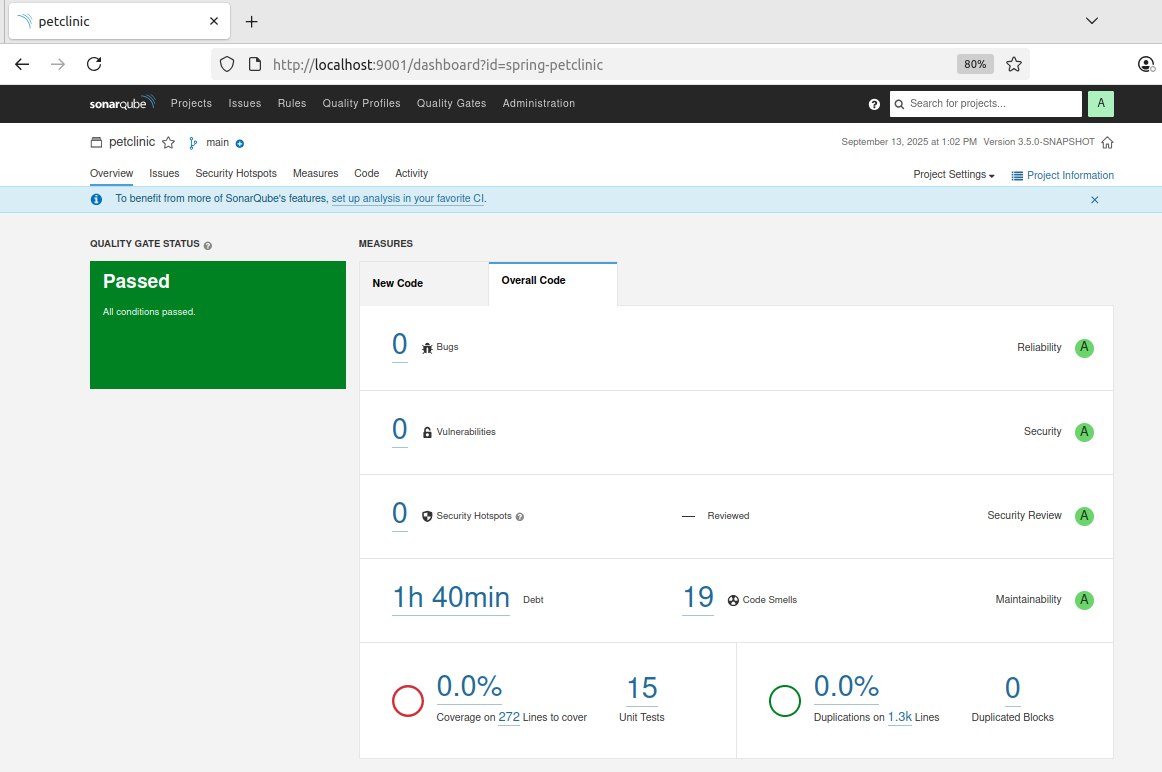 petclinic
http://localhost:9001/dashboard?id=spring-petclinic 80%
sonarqube Projects Issues Rules Quality Profiles Quality Gates Administration ? Search for projects... A
petclinic main September 13, 2025 at 1:02 PM Version 3.5.0-SNAPSHOT
Overview Issues Security Hotspots Measures Code Activity Project Settings Project Information
To benefit from more of SonarQube's features, set up analysis in your favorite CI.
QUALITY GATE STATUS ? MEASURES
Passed
All conditions passed.
New Code Overall Code
0 Bugs Reliability A
0 Vulnerabilities Security A
0 Security Hotspots ? — Reviewed Security Review A
1h 40min Debt 19 Code Smells Maintainability A
0.0% 15 0.0% 0
Coverage on 272 Lines to cover Unit Tests Duplications on 1.3k Lines Duplicated Blocks